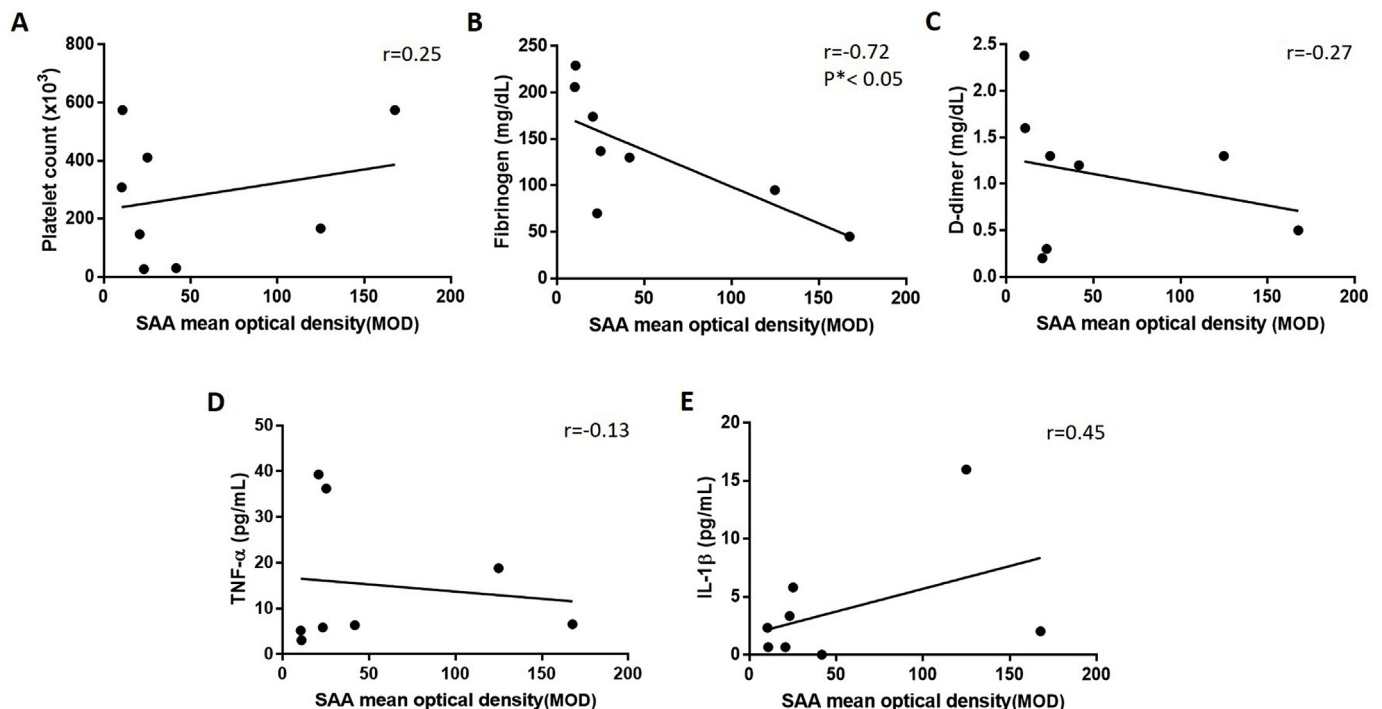 A
r=0.25
Platelet count (x10³)
800
600
400
200
0
0 50 100 150 200
SAA mean optical density(MOD)
B
r=-0.72
P*< 0.05
Fibrinogen (mg/dL)
250
200
150
100
50
0
0 50 100 150 200
SAA mean optical density(MOD)
C
r=-0.27
D-dimer (mg/dL)
2.5
2.0
1.5
1.0
0.5
0.0
0 50 100 150 200
SAA mean optical density (MOD)
D
r=-0.13
TNF-α (pg/mL)
50
40
30
20
10
0
0 50 100 150 200
SAA mean optical density(MOD)
E
r=0.45
IL-1β (pg/mL)
20
15
10
5
0
0 50 100 150 200
SAA mean optical density(MOD)